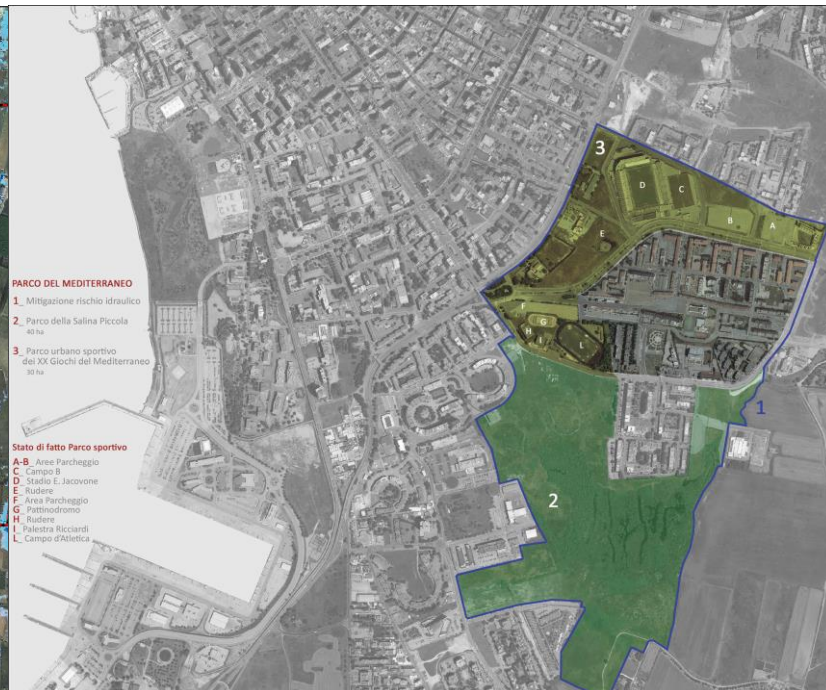 PARCO DEL MEDITERRANEO
1_ Mitigazione rischio idraulico
2_ Parco della Salina Piccola
40 ha
3_ Parco urbano sportivo
dei XX Giochi del Mediterraneo
30 ha
Stato di fatto Parco sportivo
A-B_ Aree Parcheggio
C_ Campo B
D_ Stadio E. Jacovone
E_ Rudere
F_ Area Parcheggio
G_ Pattinodromo
H_ Rudere
I_ Palestra Ricciardi
L_ Campo d'Atletica
3
D
C
B
A
E
F
G
H
I
L
1
2